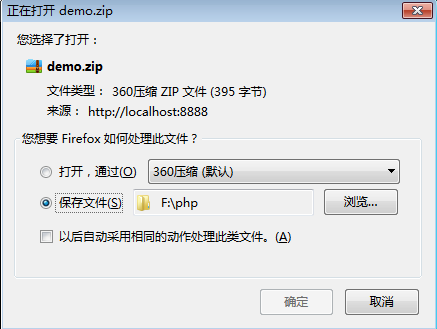 正在打开 demo.zip
您选择了打开：
demo.zip
文件类型： 360压缩 ZIP 文件 (395 字节)
来源： http://localhost:8888
您想要 Firefox 如何处理此文件？
打开，通过(O) 360压缩 (默认)
保存文件(S) F:\php 浏览...
以后自动采用相同的动作处理此类文件。(A)
确定 取消